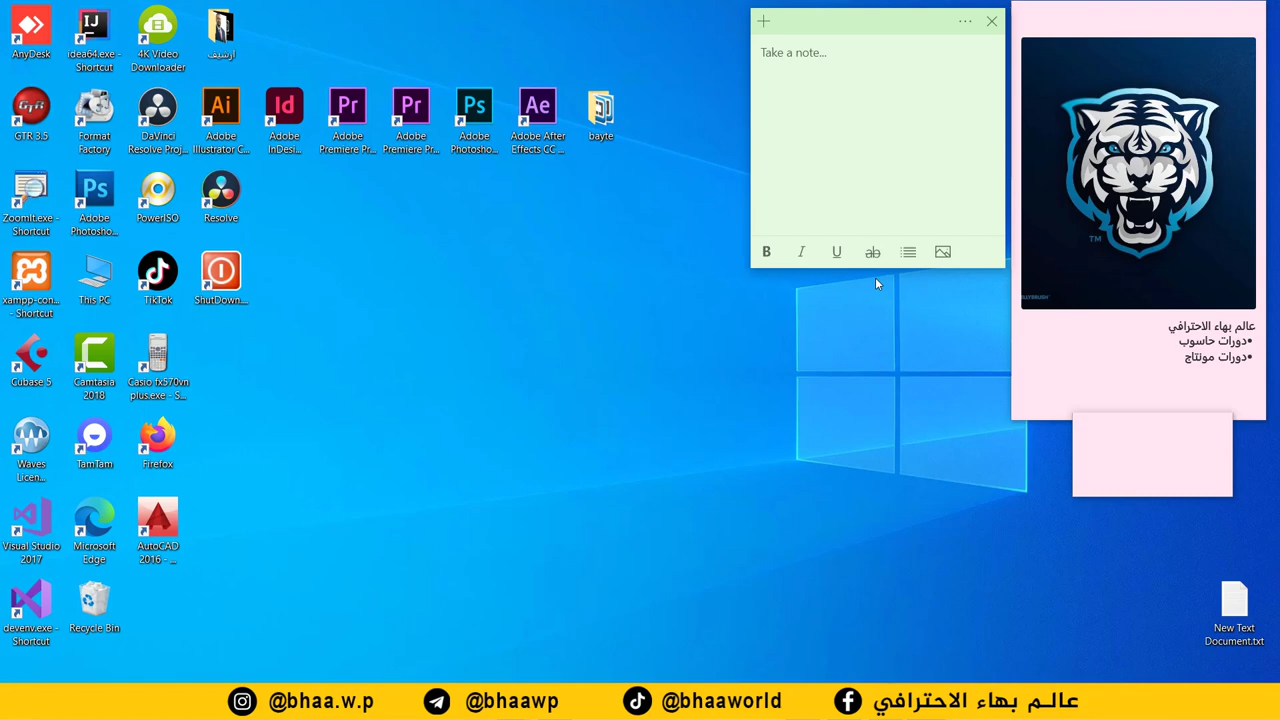 AnyDesk
idea64.exe -
Shortcut
4K Video
Downloader
ارشيف
GTR 3.5
Format
Factory
DaVinci
Resolve Proj...
Adobe
Illustrator C...
Adobe
InDesi...
Adobe
Premiere Pr...
Adobe
Premiere Pr...
Adobe
Photosho...
Adobe After
Effects CC ...
bayte
ZoomIt.exe -
Shortcut
Adobe
Photosho...
PowerISO
Resolve
xampp-con...
- Shortcut
This PC
TikTok
ShutDown....
Cubase 5
Camtasia
2018
Casio fx570vn
plus.exe - S...
Waves
Licen...
TamTam
Firefox
Visual Studio
2017
Microsoft
Edge
AutoCAD
2016 - ...
devenv.exe -
Shortcut
Recycle Bin
Take a note...
B I U ab
TM
عالم بهاء الاحترافي
•دورات حاسوب
•دورات مونتاج
New Text
Document.txt
@bhaa.w.p @bhaawp @bhaaworld عالم بهاء الاحترافي